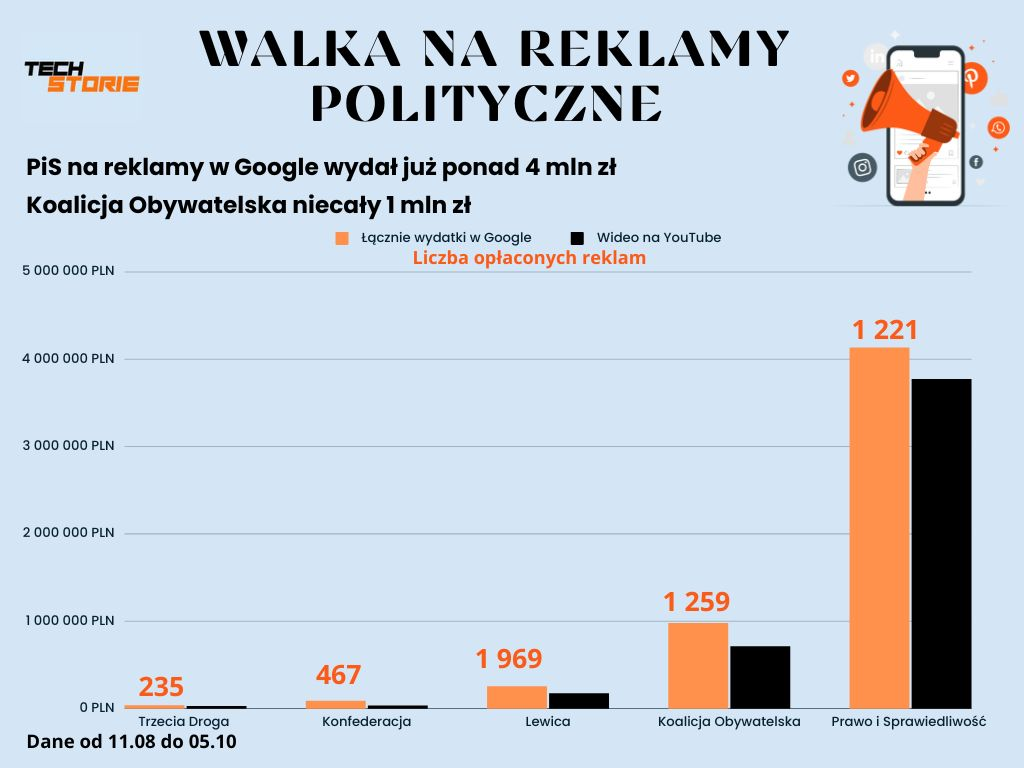 TECH
STORIE
WALKA NA REKLAMY
POLITYCZNE
in
PiS na reklamy w Google wydał już ponad 4 mln zł
Koalicja Obywatelska niecały 1 mln zł
Łącznie wydatki w Google
Wideo na YouTube
Liczba opłaconych reklam
5 000 000 PLN
4 000 000 PLN
3 000 000 PLN
2 000 000 PLN
1 000 000 PLN
0 PLN
235
467
1 969
1 259
1 221
Trzecia Droga
Konfederacja
Lewica
Koalicja Obywatelska
Prawo i Sprawiedliwość
Dane od 11.08 do 05.10